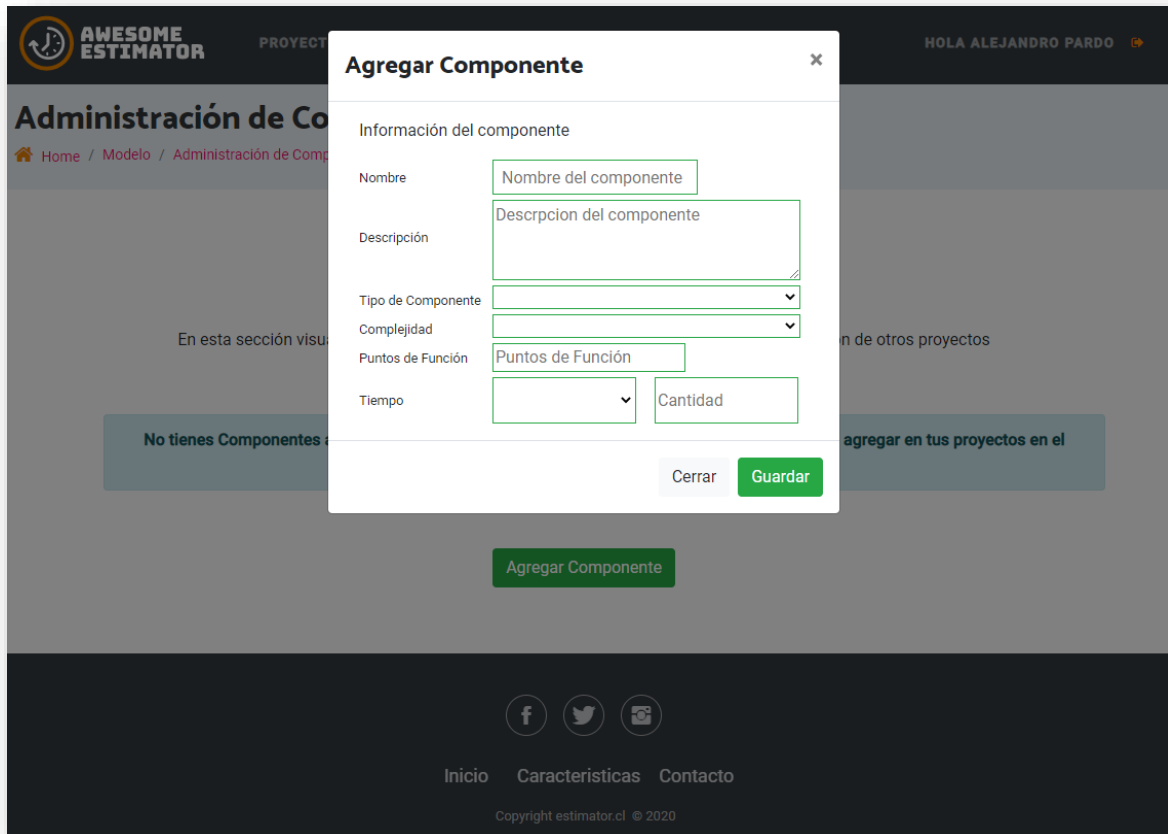 AWESOME
ESTIMATOR
PROYECT
HOLA ALEJANDRO PARDO
Agregar Componente
×
Administración de Co
Home / Modelo / Administración de Comp
Información del componente
Nombre
Nombre del componente
Descripción
Descrpcion del componente
Tipo de Componente
Complejidad
Puntos de Función
Puntos de Función
Tiempo
Cantidad
En esta sección visu
n de otros proyectos
No tienes Componentes a
agregar en tus proyectos en el
Cerrar
Guardar
Agregar Componente
Inicio Caracteristicas Contacto
Copyright estimator.cl © 2020